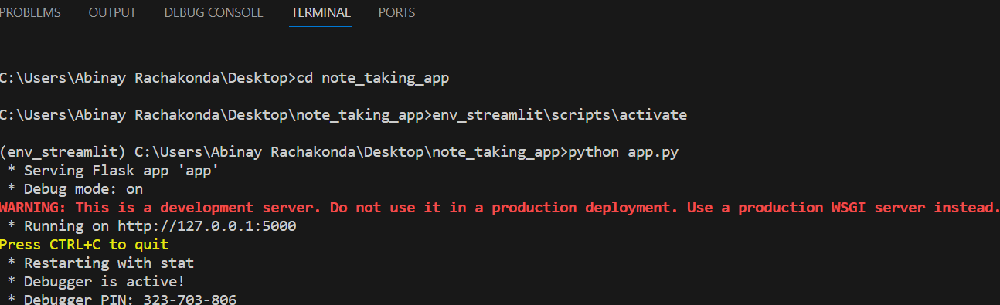 PROBLEMS OUTPUT DEBUG CONSOLE TERMINAL PORTS
C:\Users\Abinay Rachakonda\Desktop>cd note_taking_app
C:\Users\Abinay Rachakonda\Desktop\note_taking_app>env_streamlit\scripts\activate
(env_streamlit) C:\Users\Abinay Rachakonda\Desktop\note_taking_app>python app.py
* Serving Flask app 'app'
* Debug mode: on
WARNING: This is a development server. Do not use it in a production deployment. Use a production WSGI server instead.
* Running on http://127.0.0.1:5000
Press CTRL+C to quit
* Restarting with stat
* Debugger is active!
* Debugger PIN: 323-703-806